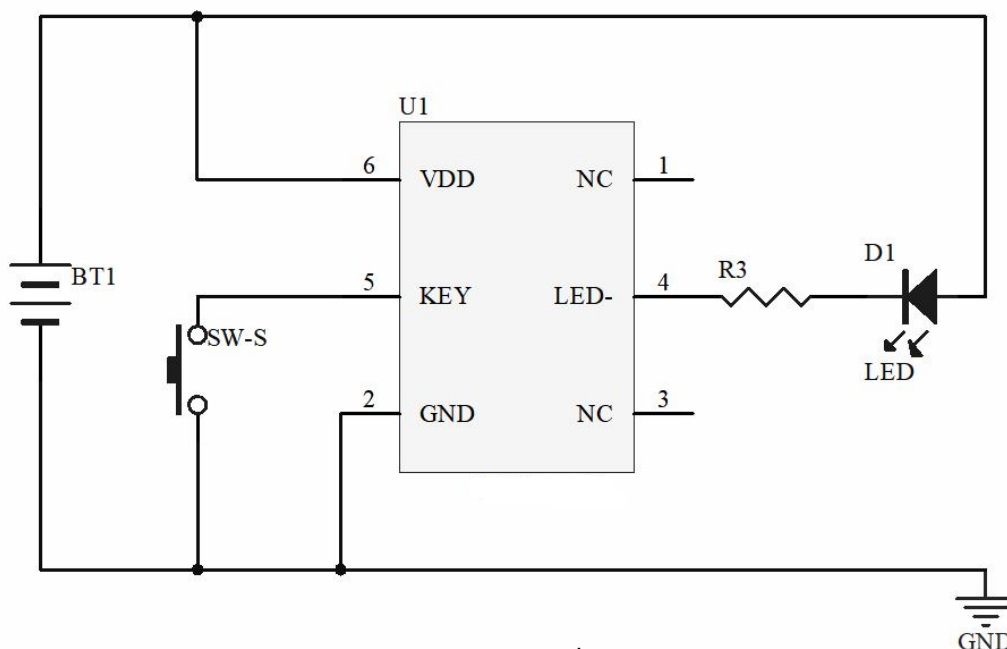 U1
6 VDD NC 1
BT1
5 KEY LED- 4
R3
D1
SW-S
LED
2 GND NC 3
GND